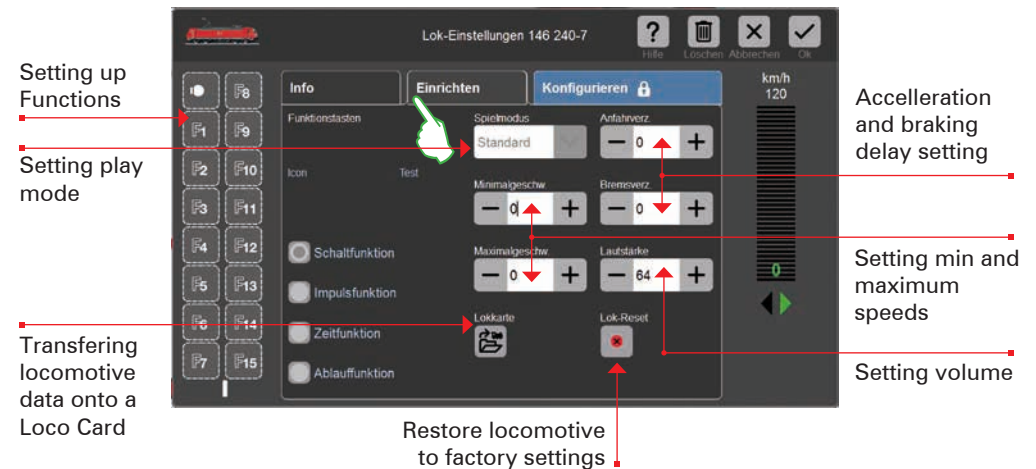 Lok-Einstellungen 146 240-7
?
Hilfe
Löschen
Abbrechen
Ok
Setting up
Functions
Setting play
mode
Transfering
locomotive
data onto a
Loco Card
F8
F1 F9
F2 F10
F3 F11
F4 F12
F5 F13
F6 F14
F7 F15
Info
Einrichten
Konfigurieren
Funktionstasten
Icon
Test
Schaltfunktion
Impulsfunktion
Zeitfunktion
Ablauffunktion
Spielmodus
Standard
Anfahrverz.
− 0 +
Minimalgeschw
− 0 +
Bremsverz.
− 0 +
Maximalgeschw
− 0 +
Lautstärke
− 64 +
Lokkarte
Lok-Reset
km/h
120
0
Accelleration
and braking
delay setting
Setting min and
maximum
speeds
Setting volume
Restore locomotive
to factory settings